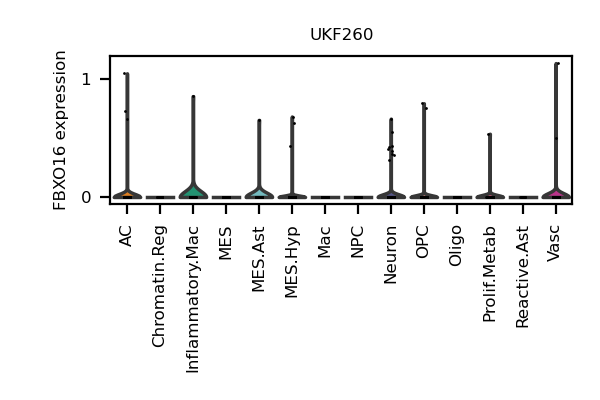 UKF260
FBXO16 expression
1
0
AC
Chromatin.Reg
Inflammatory.Mac
MES
MES.Ast
MES.Hyp
Mac
NPC
Neuron
OPC
Oligo
Prolif.Metab
Reactive.Ast
Vasc